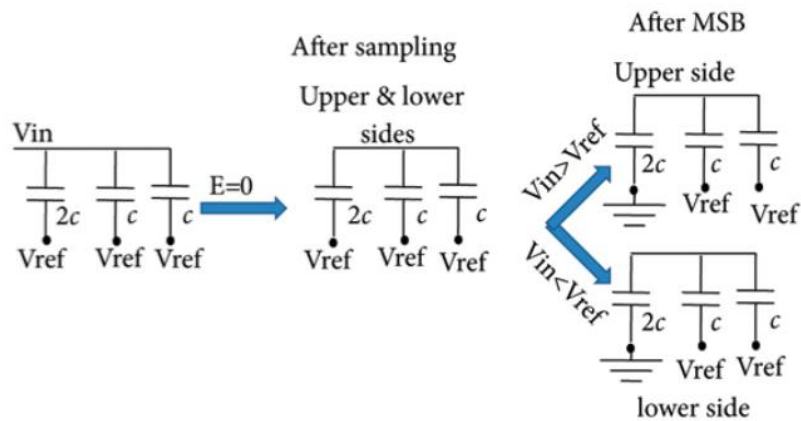 After sampling
Upper & lower
sides
After MSB
Upper side
Vin
2c c c
Vref Vref Vref
E=0
2c c c
Vref Vref Vref
Vin>Vref
Vin<Vref
2c c c
Vref Vref
2c c c
Vref Vref
lower side